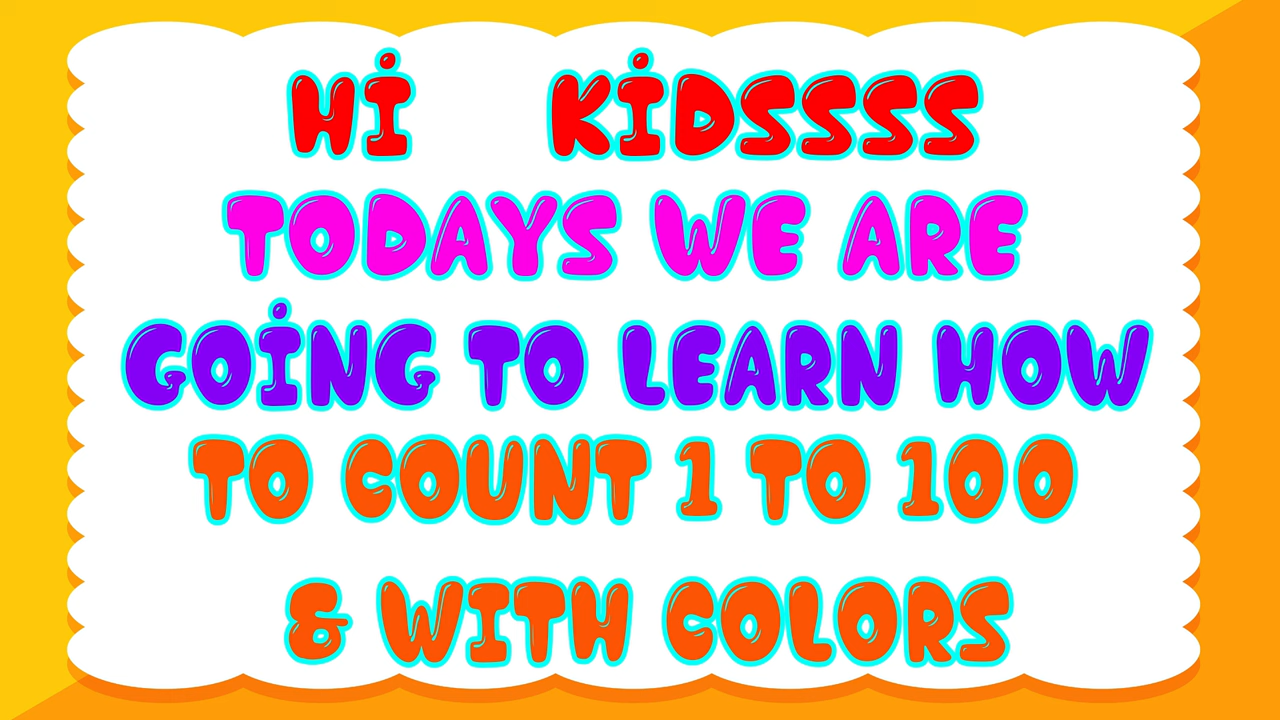 Hİ KİDSSSS
TODAYS WE ARE
GOİNG TO LEARN HOW
TO COUNT 1 TO 100
& WITH COLORS